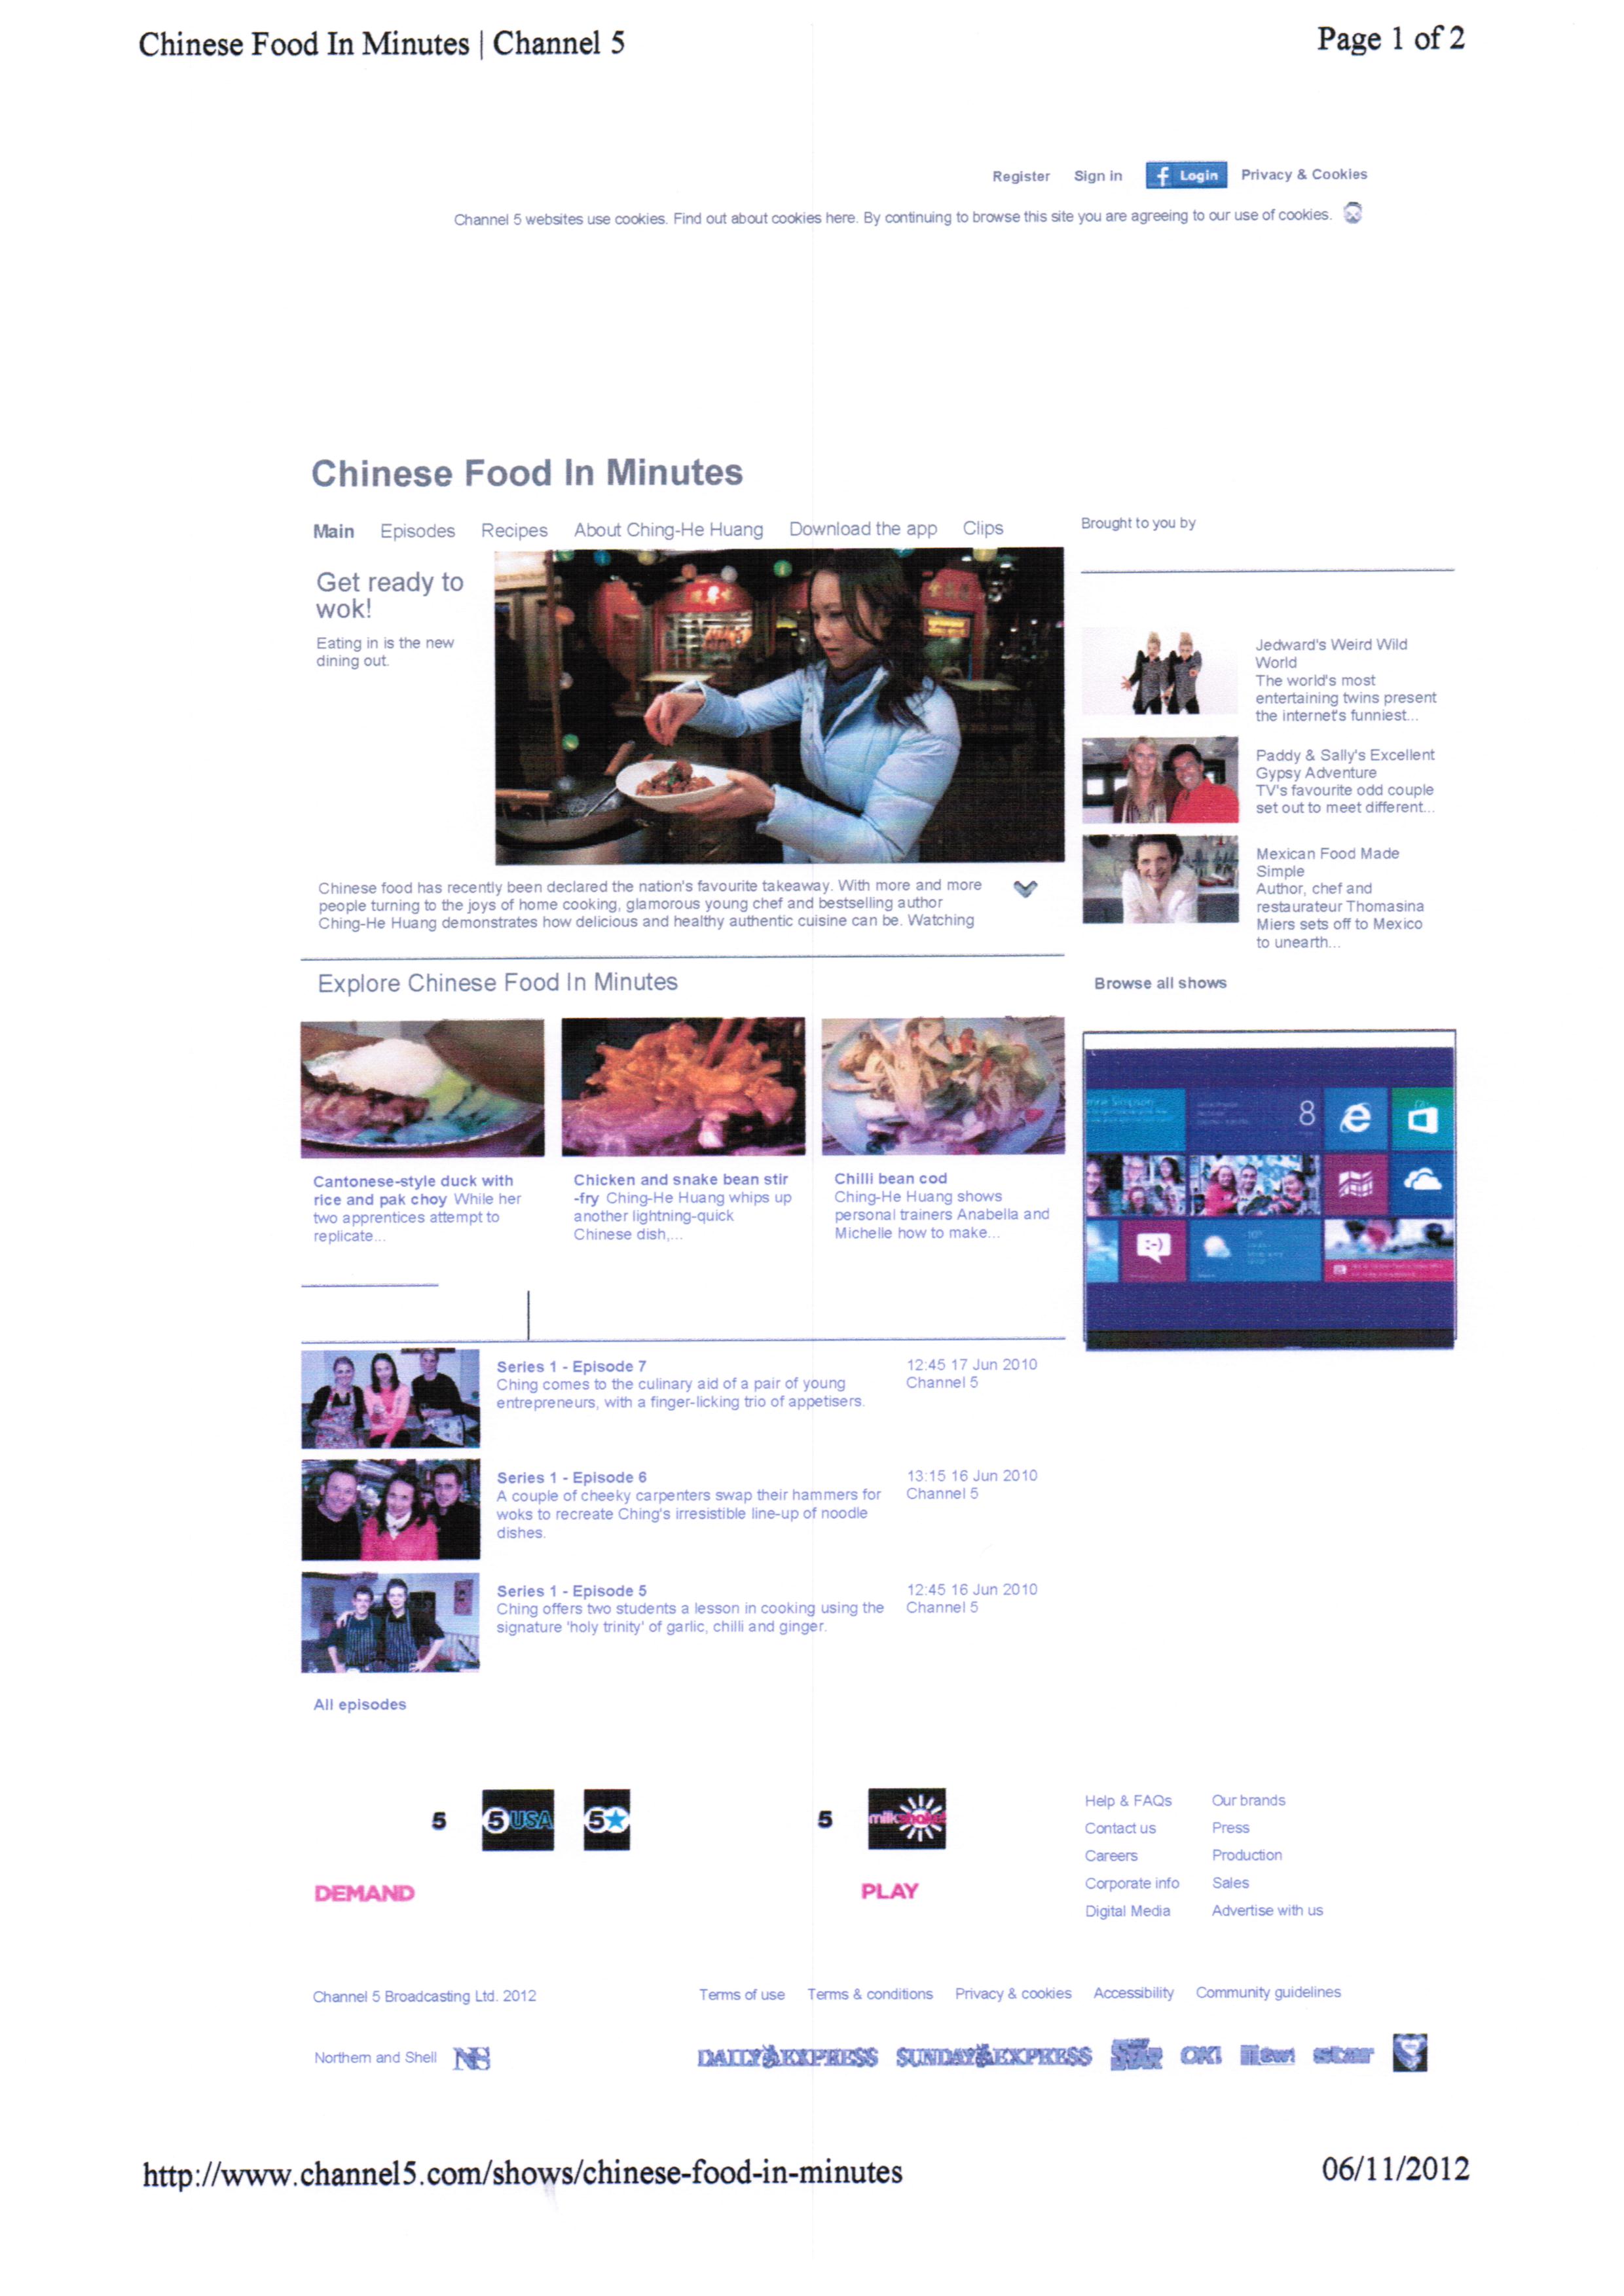 Chinese Food In Minutes | Channel 5
Page 1 of 2
Register Sign in f Login Privacy & Cookies
Channel 5 websites use cookies. Find out about cookies here. By continuing to browse this site you are agreeing to our use of cookies.
Chinese Food In Minutes
Main Episodes Recipes About Ching-He Huang Download the app Clips
Get ready to
wok!
Eating in is the new
dining out.
Chinese food has recently been declared the nation's favourite takeaway. With more and more
people turning to the joys of home cooking, glamorous young chef and bestselling author
Ching-He Huang demonstrates how delicious and healthy authentic cuisine can be. Watching
Brought to you by
Jedward's Weird Wild
World
The world's most
entertaining twins present
the internet's funniest...
Paddy & Sally's Excellent
Gypsy Adventure
TV's favourite odd couple
set out to meet different...
Mexican Food Made
Simple
Author, chef and
restaurateur Thomasina
Miers sets off to Mexico
to unearth...
Browse all shows
Explore Chinese Food In Minutes
Cantonese-style duck with
rice and pak choy While her
two apprentices attempt to
replicate...
Chicken and snake bean stir
-fry Ching-He Huang whips up
another lightning-quick
Chinese dish,...
Chilli bean cod
Ching-He Huang shows
personal trainers Anabella and
Michelle how to make...
8
Series 1 - Episode 7
Ching comes to the culinary aid of a pair of young
entrepreneurs, with a finger-licking trio of appetisers.
12:45 17 Jun 2010
Channel 5
Series 1 - Episode 6
A couple of cheeky carpenters swap their hammers for
woks to recreate Ching's irresistible line-up of noodle
dishes.
13:15 16 Jun 2010
Channel 5
Series 1 - Episode 5
Ching offers two students a lesson in cooking using the
signature 'holy trinity' of garlic, chilli and ginger.
12:45 16 Jun 2010
Channel 5
All episodes
5 5 USA 5 5 milkshake!
DEMAND PLAY
Help & FAQs
Contact us
Careers
Corporate info
Digital Media
Our brands
Press
Production
Sales
Advertise with us
Channel 5 Broadcasting Ltd. 2012
Terms of use Terms & conditions Privacy & cookies Accessibility Community guidelines
Northern and Shell NS
DAILY EXPRESS SUNDAY EXPRESS STAR OK! new! star
http://www.channel5.com/shows/chinese-food-in-minutes
06/11/2012